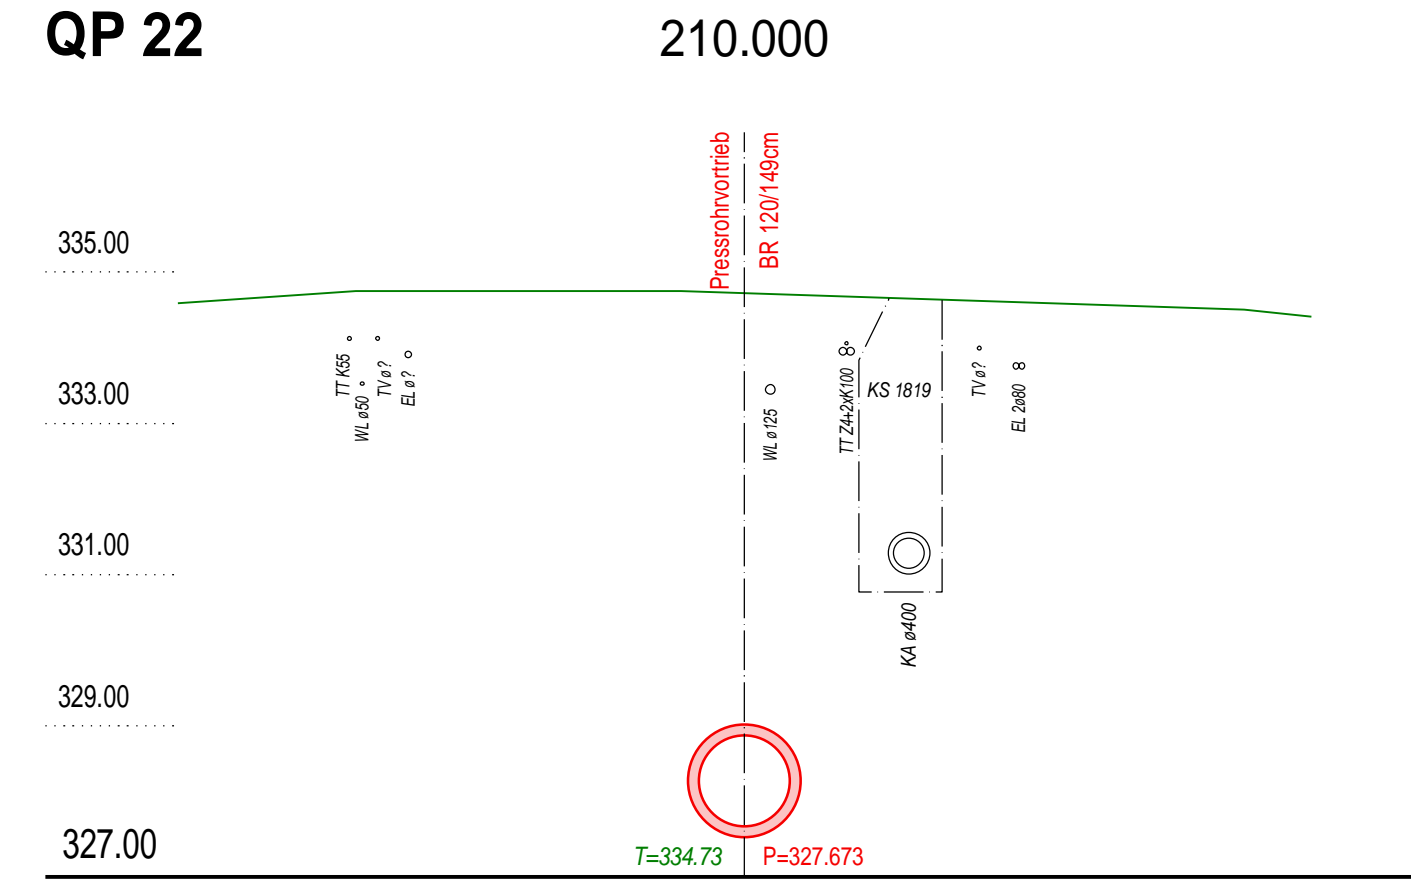 QP 22
210.000
Pressrohrvortrieb
BR 120/149cm
335.00
TT K55
WL ø50
TV ø?
EL ø?
333.00
WL ø125
TT Z4+2xK100
KS 1819
TV ø?
EL 2ø80
331.00
KA ø400
329.00
327.00
T=334.73
P=327.673